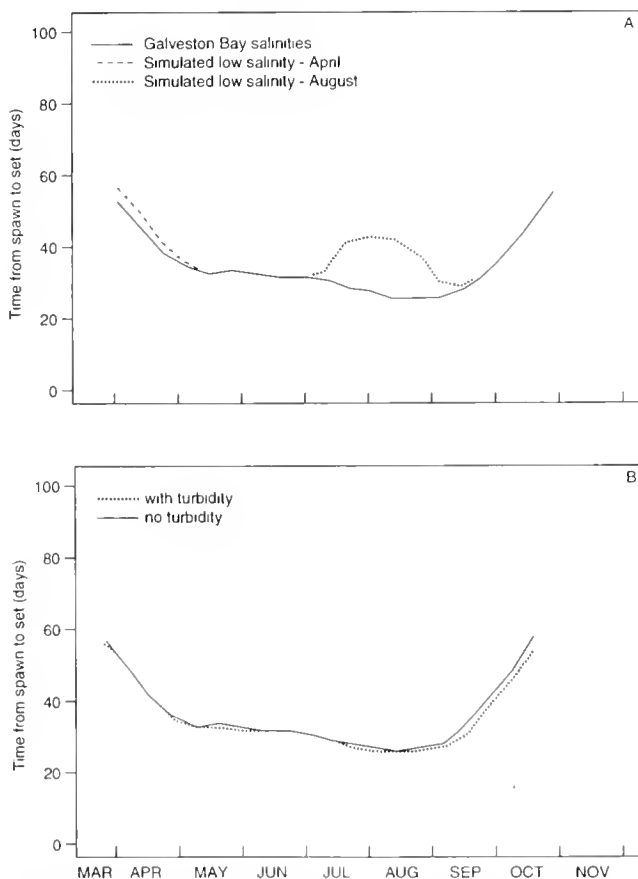 A
100
80
60
40
20
0
Time from spawn to set (days)
Galveston Bay salinities
Simulated low salinity - April
Simulated low salinity - August
B
100
80
60
40
20
0
Time from spawn to set (days)
with turbidity
no turbidity
MAR APR MAY JUN JUL AUG SEP OCT NOV